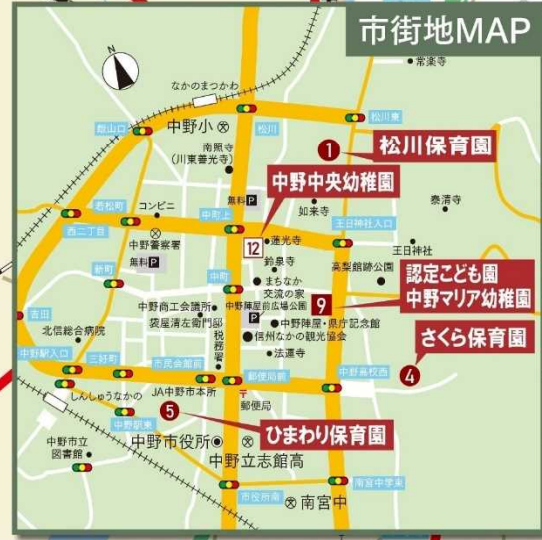 市街地MAP
N
常楽寺
なかのまつかわ
飯山口
中野小
松川
松川東
南照寺
(川東善光寺)
1
松川保育園
中野中央幼稚園
無料P
若松町
コンビニ
中町上
如来寺
泰清寺
西二丁目
王日神社入口
12
蓮光寺
中野警察署
王日神社
無料P
鈴泉寺
高梨館跡公園
新町
まちなか
交流の家
中町
認定こども園
中野マリア幼稚園
9
吉田
中野商工会議所
中野陣屋前広場公園
P
北信総合病院
袋屋清左衛門邸
中野陣屋・県庁記念館
さくら保育園
信州なかの観光協会
中野駅入口
三好町
税務署
法運寺
市民会館前
郵便局前
中野高校西
4
JA中野市本所
しんしゅうなかの
5
〒
郵便局
中野駅東
ひまわり保育園
中野市立
図書館
中野市役所
中野立志館高
市役所南
南宮中学東
南宮中